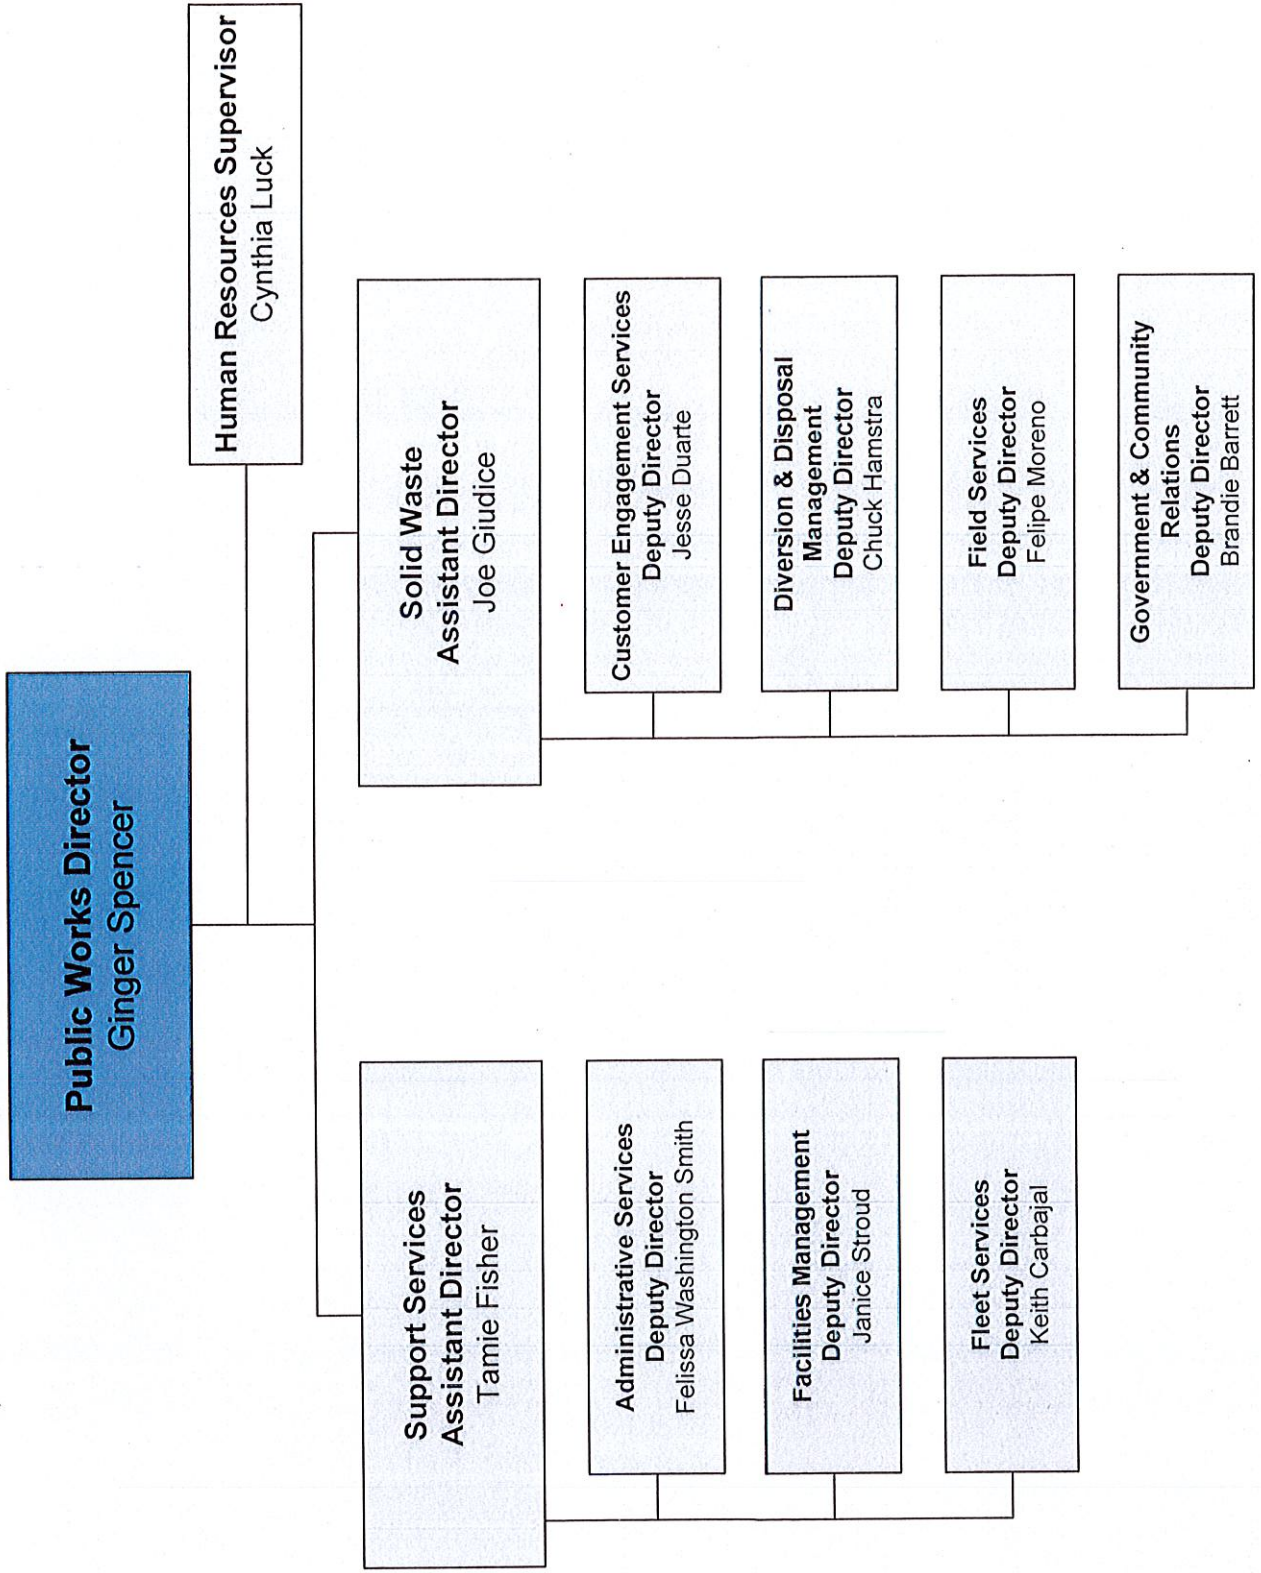 Public Works Director
Ginger Spencer
Human Resources Supervisor
Cynthia Luck
Support Services
Assistant Director
Tamie Fisher
Administrative Services
Deputy Director
Felissa Washington Smith
Facilities Management
Deputy Director
Janice Stroud
Fleet Services
Deputy Director
Keith Carbajal
Solid Waste
Assistant Director
Joe Giudice
Customer Engagement Services
Deputy Director
Jesse Duarte
Diversion & Disposal
Management
Deputy Director
Chuck Hamstra
Field Services
Deputy Director
Felipe Moreno
Government & Community
Relations
Deputy Director
Brandie Barrett